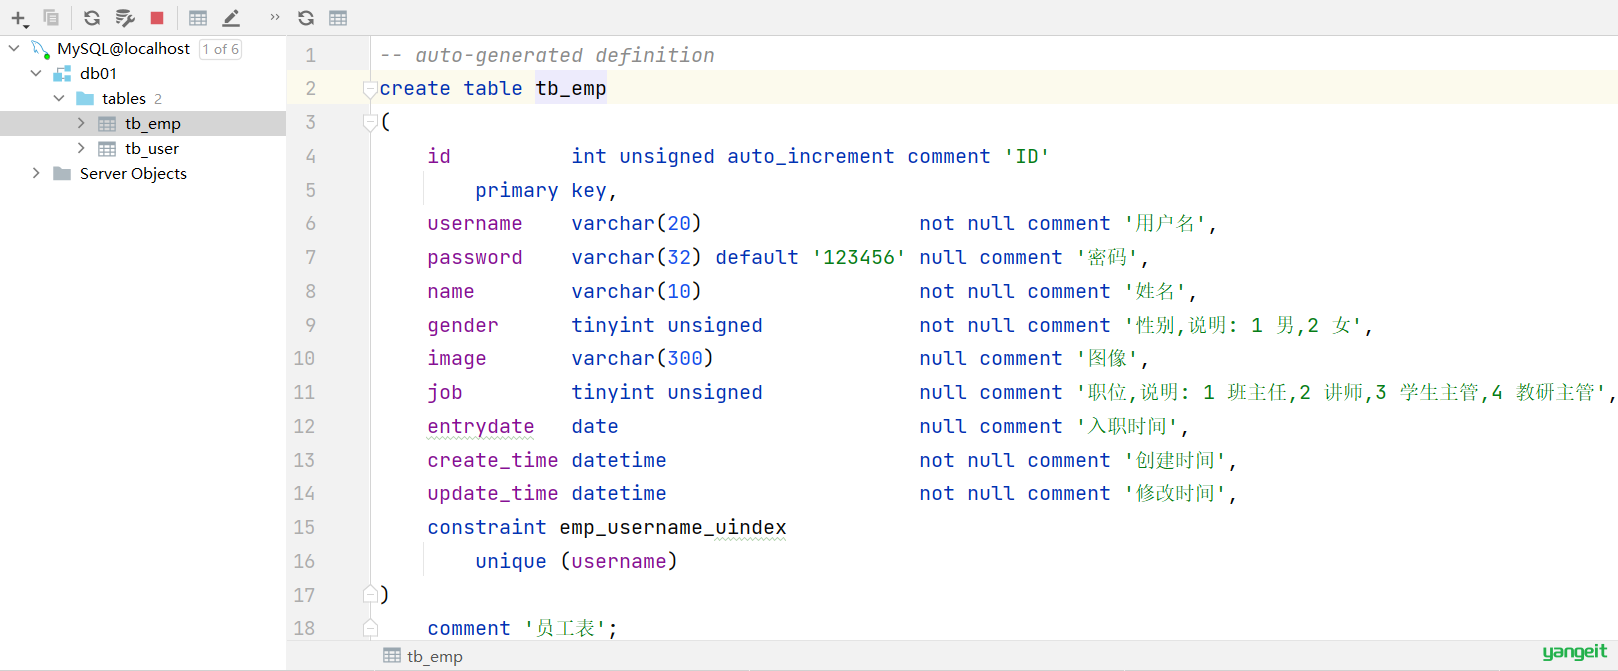 MySQL@localhost 1 of 6
db01
tables 2
tb_emp
tb_user
Server Objects
1 -- auto-generated definition
2 create table tb_emp
3 (
4 id int unsigned auto_increment comment 'ID'
5 primary key,
6 username varchar(20) not null comment '用户名',
7 password varchar(32) default '123456' null comment '密码',
8 name varchar(10) not null comment '姓名',
9 gender tinyint unsigned not null comment '性别,说明: 1 男,2 女',
10 image varchar(300) null comment '图像',
11 job tinyint unsigned null comment '职位,说明: 1 班主任,2 讲师,3 学生主管,4 教研主管',
12 entrydate date null comment '入职时间',
13 create_time datetime not null comment '创建时间',
14 update_time datetime not null comment '修改时间',
15 constraint emp_username_uindex
16 unique (username)
17 )
18 comment '员工表';
tb_emp
yangeit